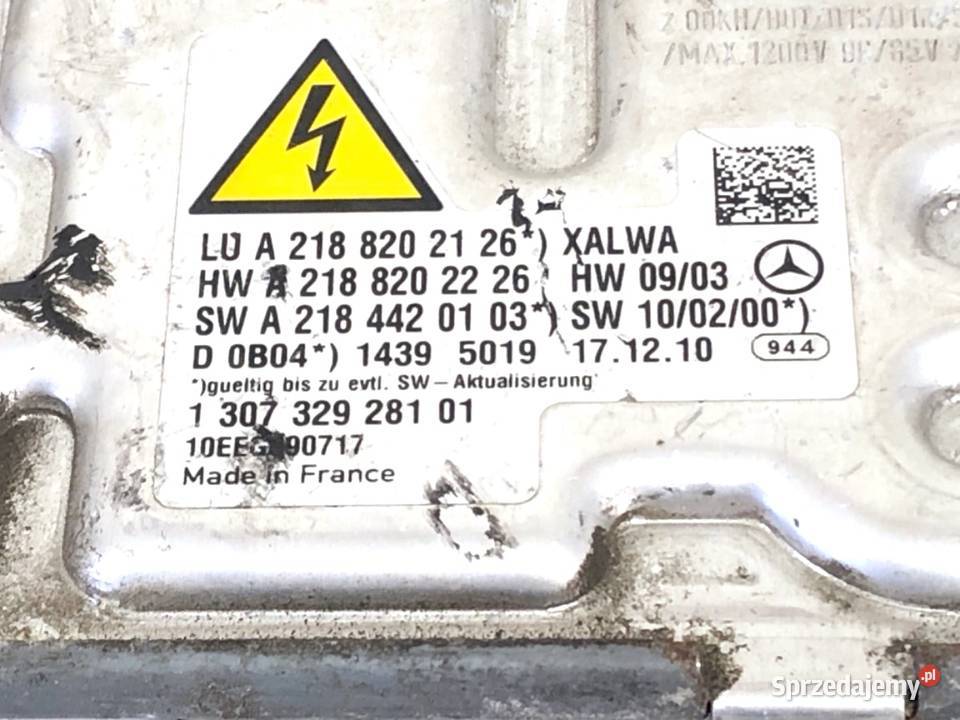 /MAX.1200V
LU A 218 820 21 26*) XALWA
HW A 218 820 22 26 HW 09/03
SW A 218 442 01 03*) SW 10/02/00*)
D 0B04*) 1439 5019 17.12.10 944
*)gueltig bis zu evtl. SW-Aktualisierung
1 307 329 281 01
Made in France
Sprzedajemy.pl